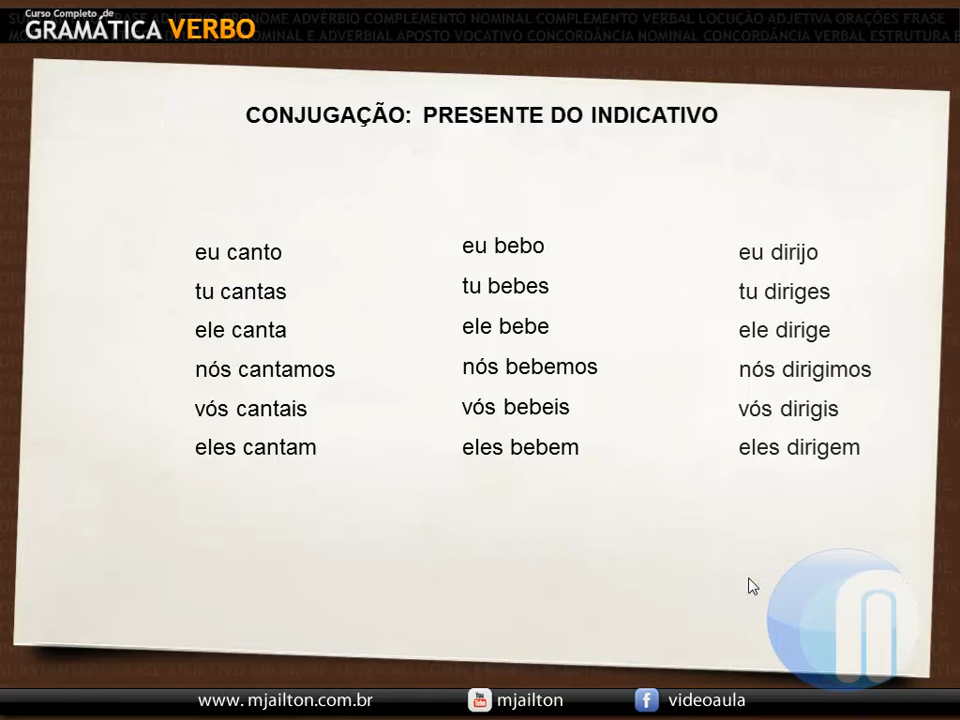 Curso Completo de
GRAMÁTICA VERBO
CONJUGAÇÃO: PRESENTE DO INDICATIVO
eu canto
tu cantas
ele canta
nós cantamos
vós cantais
eles cantam
eu bebo
tu bebes
ele bebe
nós bebemos
vós bebeis
eles bebem
eu dirijo
tu diriges
ele dirige
nós dirigimos
vós dirigis
eles dirigem
www. mjailton.com.br
You Tube mjailton
f videoaula